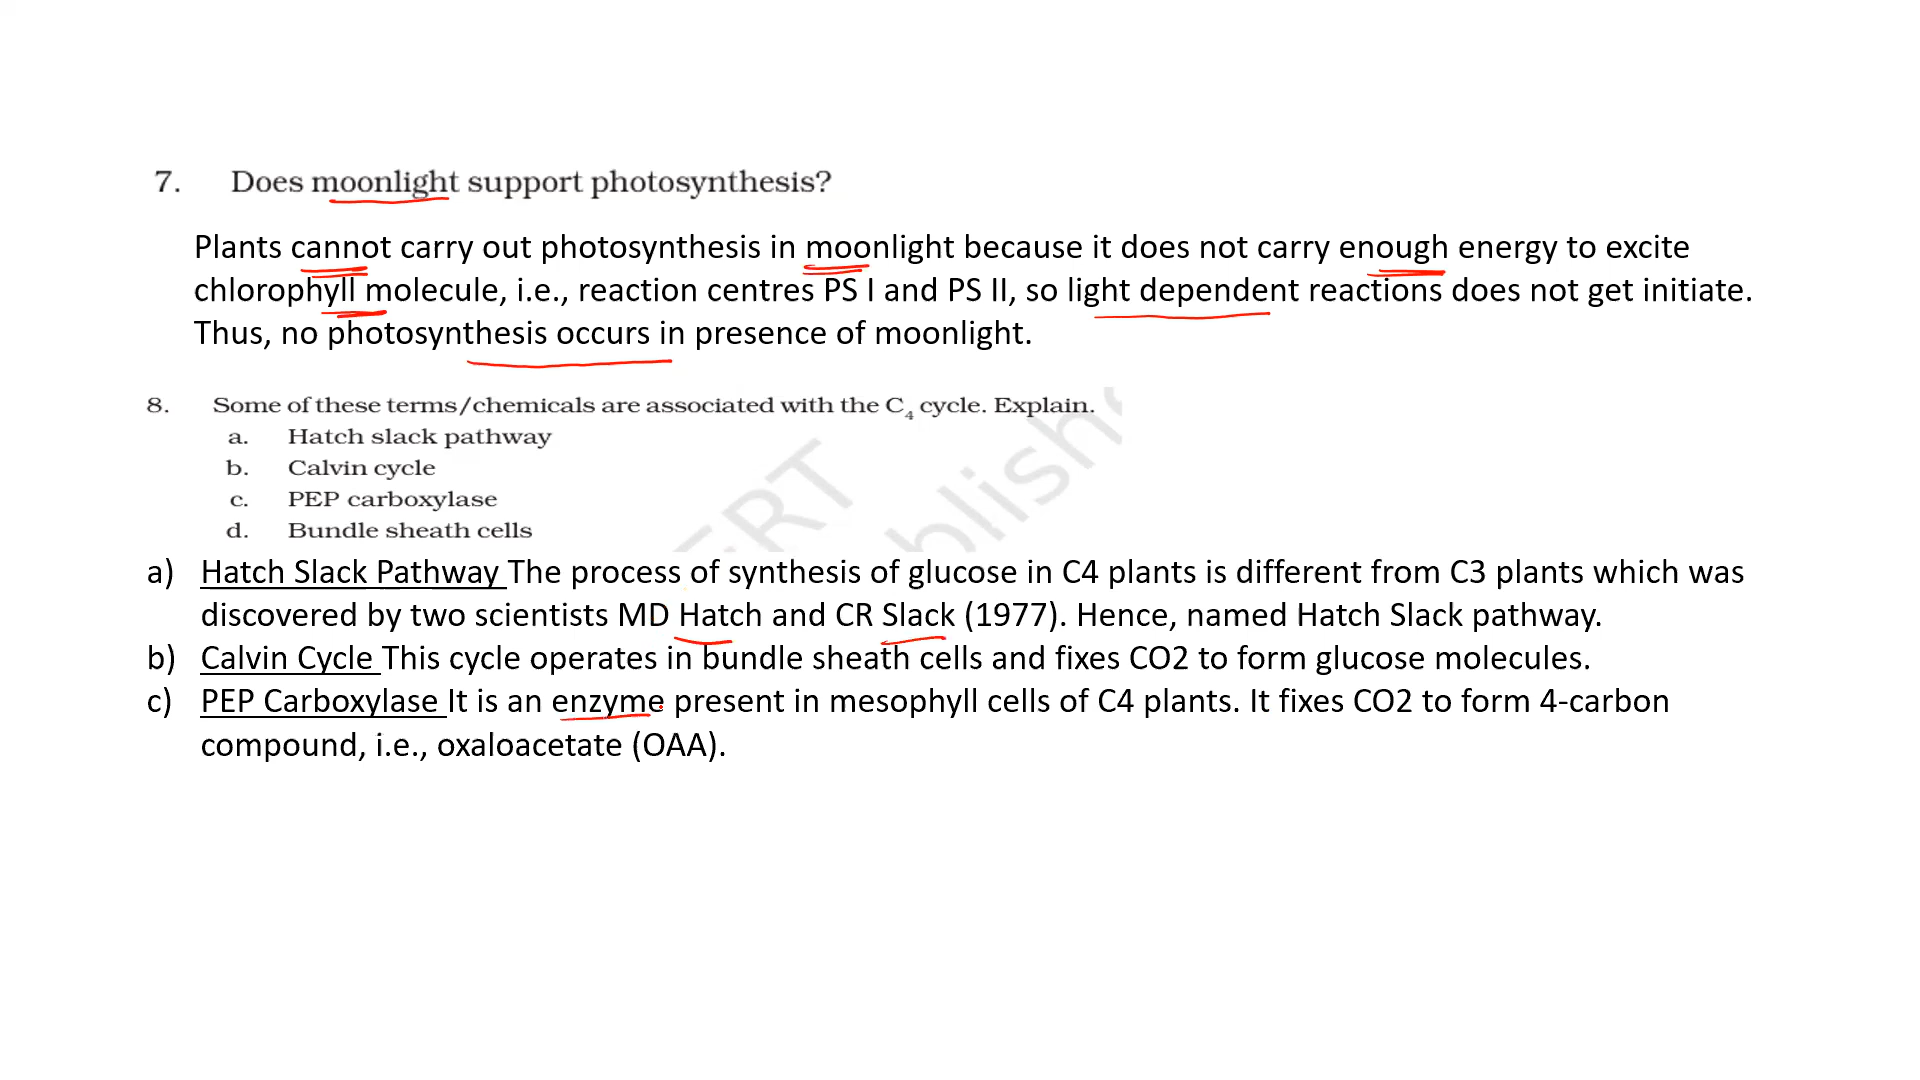 7. Does moonlight support photosynthesis?
Plants cannot carry out photosynthesis in moonlight because it does not carry enough energy to excite
chlorophyll molecule, i.e., reaction centres PS I and PS II, so light dependent reactions does not get initiate.
Thus, no photosynthesis occurs in presence of moonlight.
8. Some of these terms/chemicals are associated with the C4 cycle. Explain.
a. Hatch slack pathway
b. Calvin cycle
c. PEP carboxylase
d. Bundle sheath cells
a) Hatch Slack Pathway The process of synthesis of glucose in C4 plants is different from C3 plants which was
discovered by two scientists MD Hatch and CR Slack (1977). Hence, named Hatch Slack pathway.
b) Calvin Cycle This cycle operates in bundle sheath cells and fixes CO2 to form glucose molecules.
c) PEP Carboxylase It is an enzyme present in mesophyll cells of C4 plants. It fixes CO2 to form 4-carbon
compound, i.e., oxaloacetate (OAA).